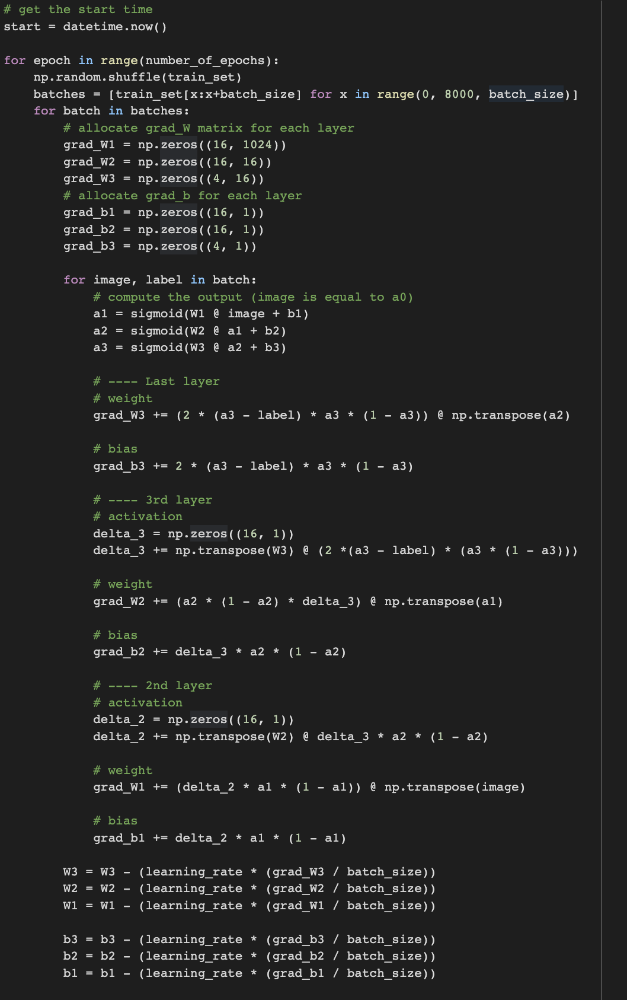 # get the start time
start = datetime.now()

for epoch in range(number_of_epochs):
    np.random.shuffle(train_set)
    batches = [train_set[x:x+batch_size] for x in range(0, 8000, batch_size)]
    for batch in batches:
        # allocate grad_W matrix for each layer
        grad_W1 = np.zeros((16, 1024))
        grad_W2 = np.zeros((16, 16))
        grad_W3 = np.zeros((4, 16))
        # allocate grad_b for each layer
        grad_b1 = np.zeros((16, 1))
        grad_b2 = np.zeros((16, 1))
        grad_b3 = np.zeros((4, 1))

        for image, label in batch:
            # compute the output (image is equal to a0)
            a1 = sigmoid(W1 @ image + b1)
            a2 = sigmoid(W2 @ a1 + b2)
            a3 = sigmoid(W3 @ a2 + b3)

            # ---- Last layer
            # weight
            grad_W3 += (2 * (a3 - label) * a3 * (1 - a3)) @ np.transpose(a2)

            # bias
            grad_b3 += 2 * (a3 - label) * a3 * (1 - a3)

            # ---- 3rd layer
            # activation
            delta_3 = np.zeros((16, 1))
            delta_3 += np.transpose(W3) @ (2 *(a3 - label) * (a3 * (1 - a3)))

            # weight
            grad_W2 += (a2 * (1 - a2) * delta_3) @ np.transpose(a1)

            # bias
            grad_b2 += delta_3 * a2 * (1 - a2)

            # ---- 2nd layer
            # activation
            delta_2 = np.zeros((16, 1))
            delta_2 += np.transpose(W2) @ delta_3 * a2 * (1 - a2)

            # weight
            grad_W1 += (delta_2 * a1 * (1 - a1)) @ np.transpose(image)

            # bias
            grad_b1 += delta_2 * a1 * (1 - a1)

        W3 = W3 - (learning_rate * (grad_W3 / batch_size))
        W2 = W2 - (learning_rate * (grad_W2 / batch_size))
        W1 = W1 - (learning_rate * (grad_W1 / batch_size))

        b3 = b3 - (learning_rate * (grad_b3 / batch_size))
        b2 = b2 - (learning_rate * (grad_b2 / batch_size))
        b1 = b1 - (learning_rate * (grad_b1 / batch_size))